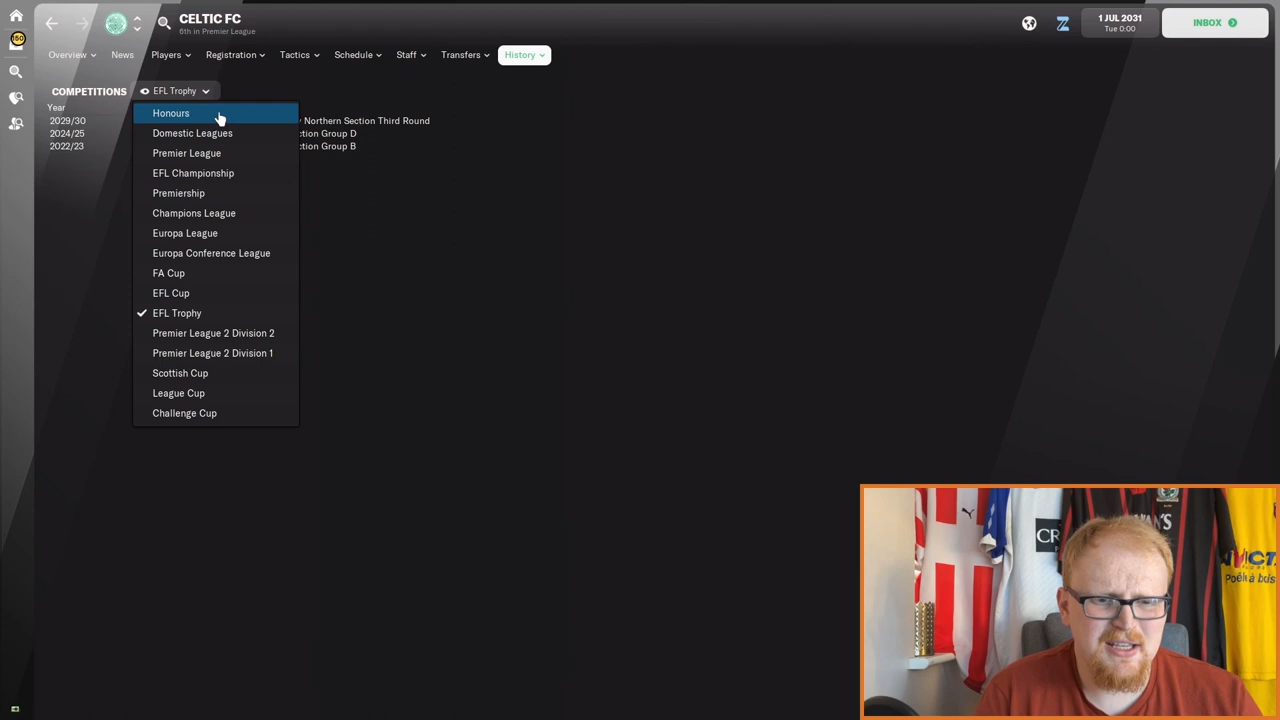 CELTIC FC
6th in Premier League
150
1 JUL 2031
Tue 0:00
INBOX
Overview
News
Players
Registration
Tactics
Schedule
Staff
Transfers
History
COMPETITIONS
EFL Trophy
Year
2029/30
Northern Section Third Round
2024/25
ction Group D
2022/23
ction Group B
Honours
Domestic Leagues
Premier League
EFL Championship
Premiership
Champions League
Europa League
Europa Conference League
FA Cup
EFL Cup
EFL Trophy
Premier League 2 Division 2
Premier League 2 Division 1
Scottish Cup
League Cup
Challenge Cup
CR
AN'S